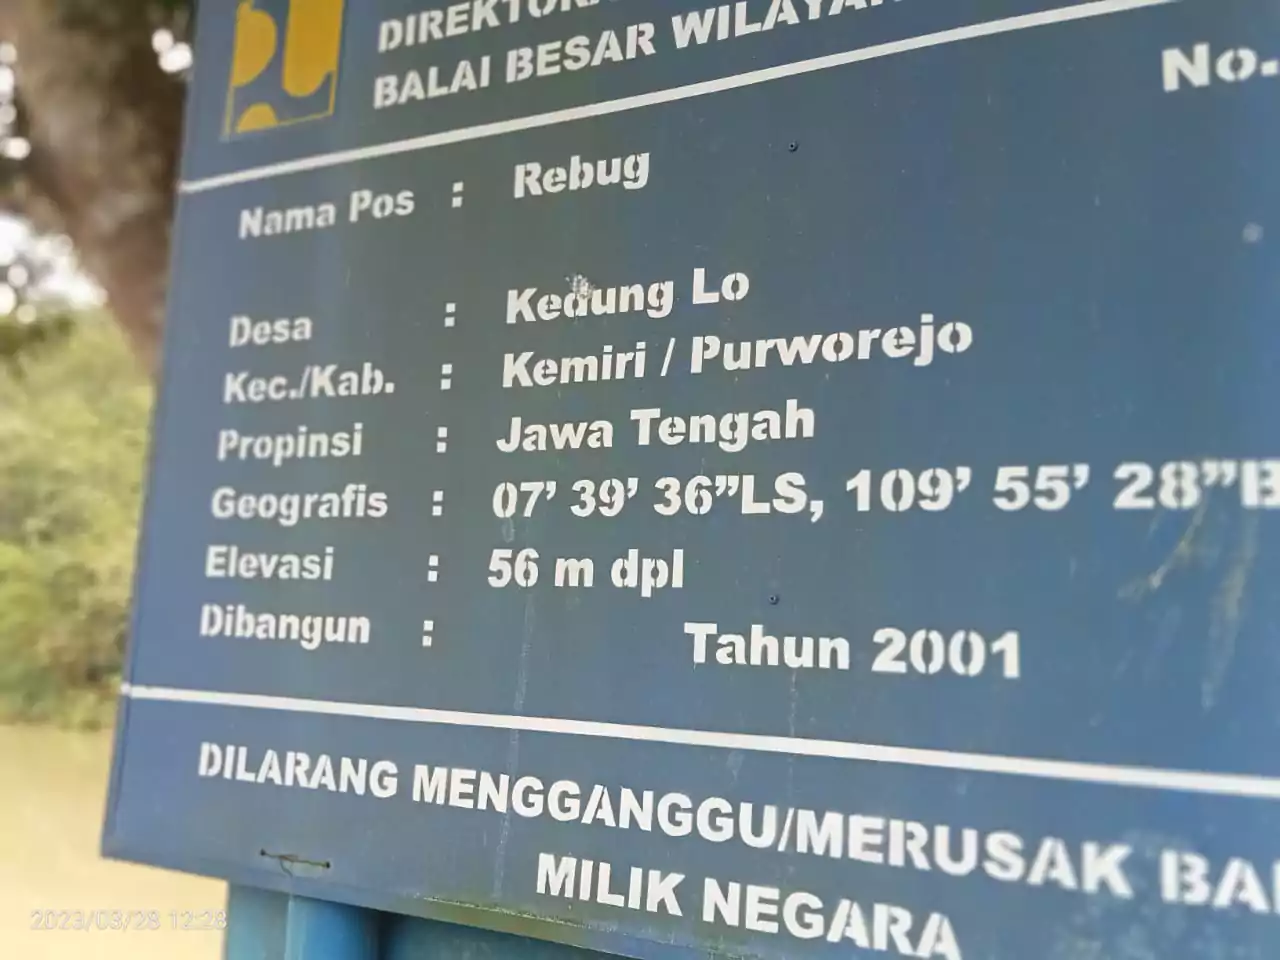 DIREKTORA
BALAI BESAR WILAYA
No.
Nama Pos : Rebug
Desa : Kedung Lo
Kec./Kab. : Kemiri / Purworejo
Propinsi : Jawa Tengah
Geografis : 07’ 39’ 36”LS, 109’ 55’ 28”B
Elevasi : 56 m dpl
Dibangun : Tahun 2001
DILARANG MENGGANGGU/MERUSAK BA
MILIK NEGARA
2023/03/28 12:28